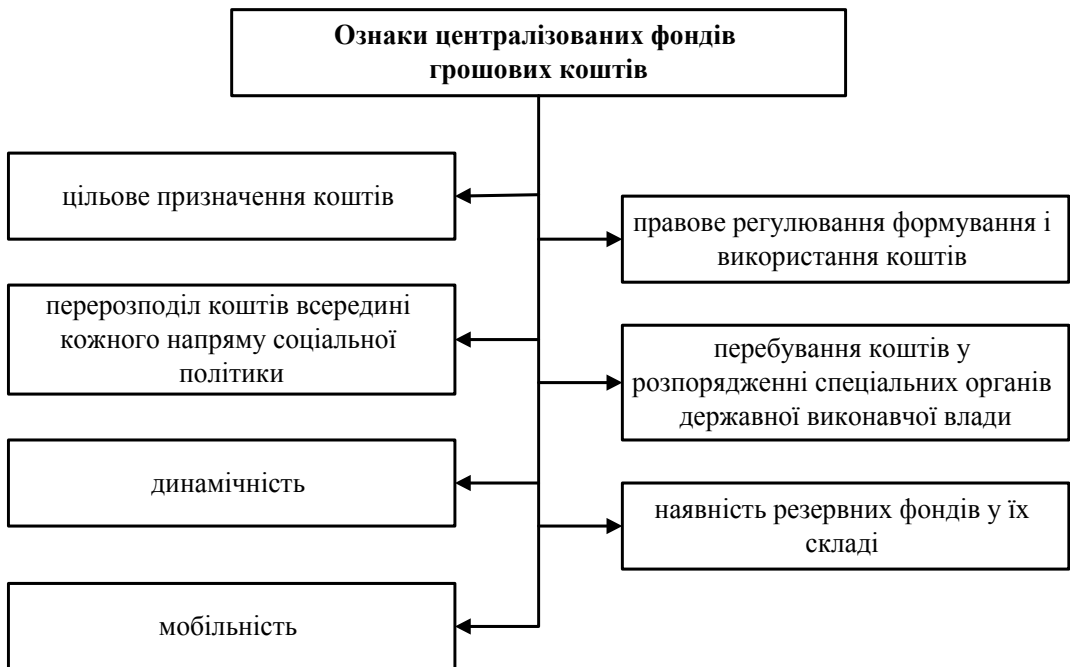 Ознаки централізованих фондів
грошових коштів
цільове призначення коштів
правове регулювання формування і
використання коштів
перерозподіл коштів всередині
кожного напряму соціальної
політики
перебування коштів у
розпорядженні спеціальних органів
державної виконавчої влади
динамічність
наявність резервних фондів у їх
складі
мобільність